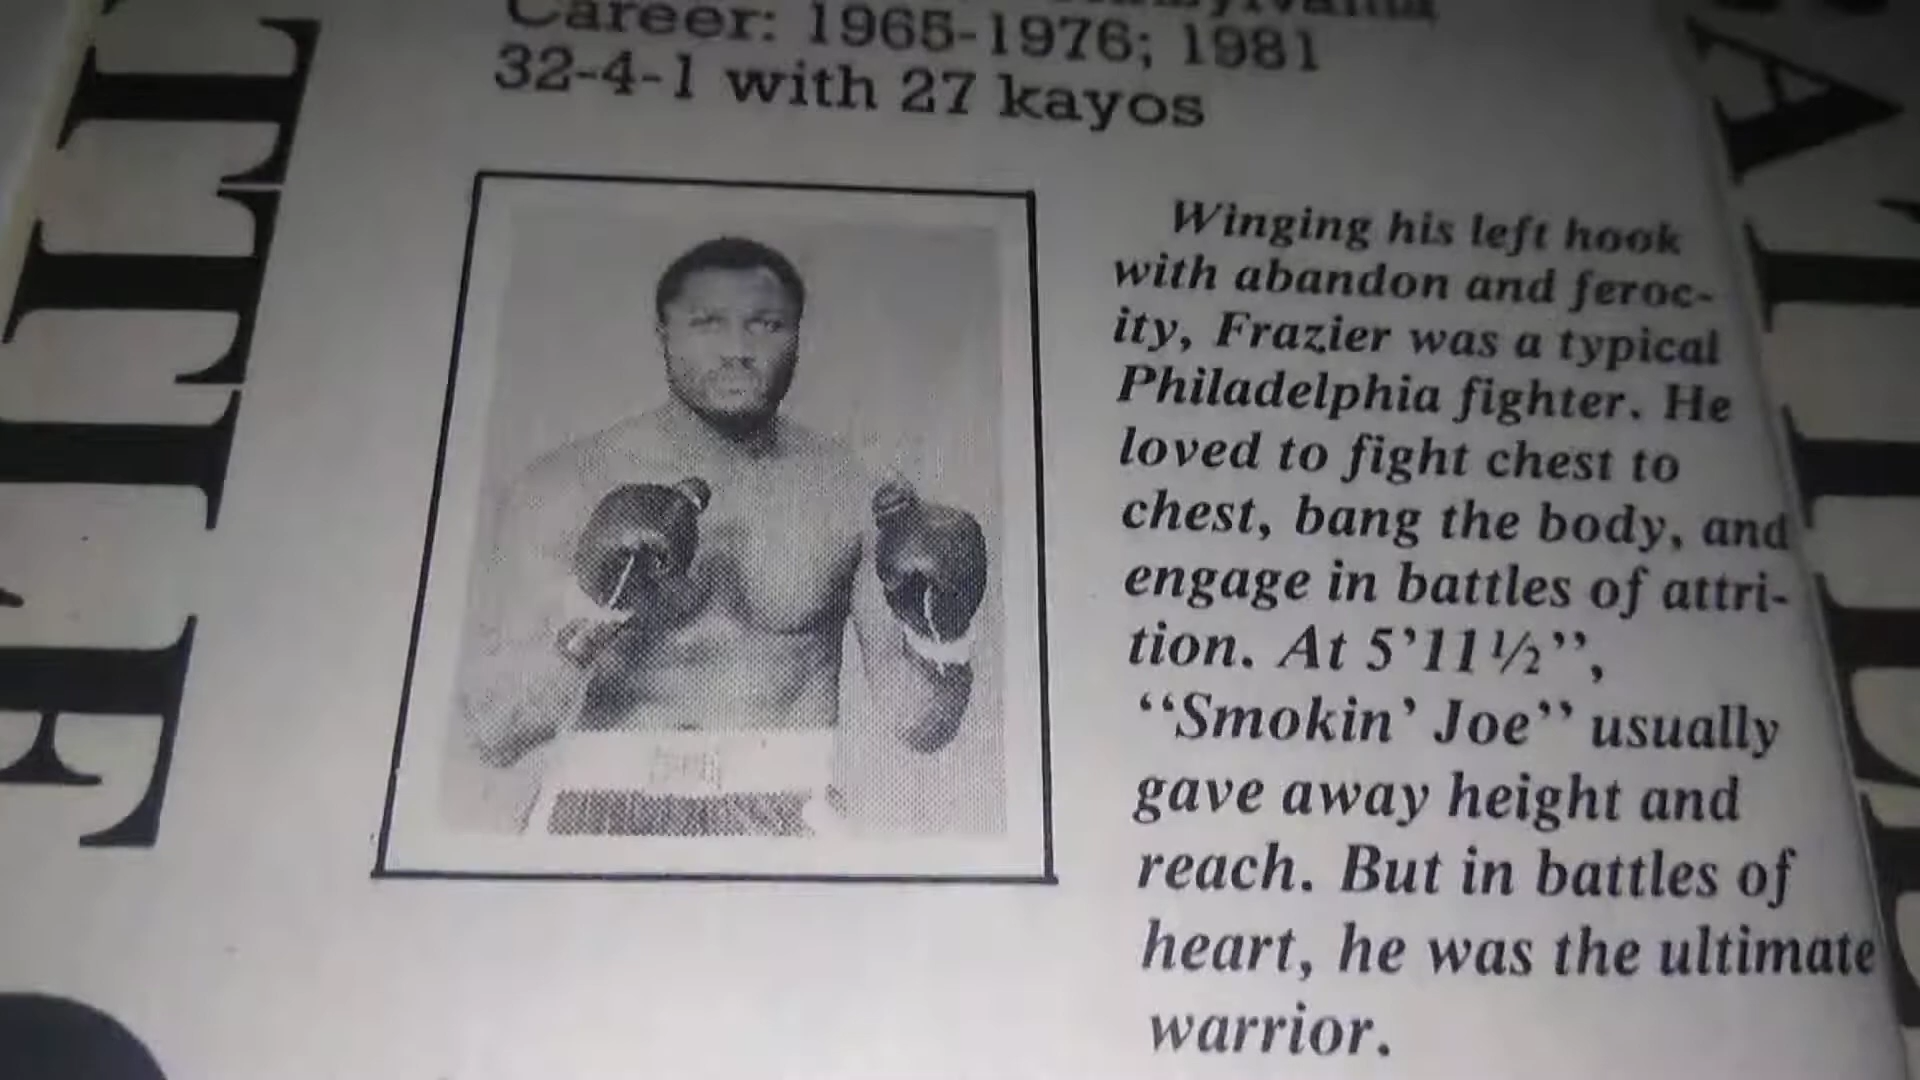 Career: 1965-1976; 1981
32-4-1 with 27 kayos
Winging his left hook
with abandon and feroc-
ity, Frazier was a typical
Philadelphia fighter. He
loved to fight chest to
chest, bang the body, and
engage in battles of attri-
tion. At 5’11½’’,
“Smokin’ Joe” usually
gave away height and
reach. But in battles of
heart, he was the ultimate
warrior.